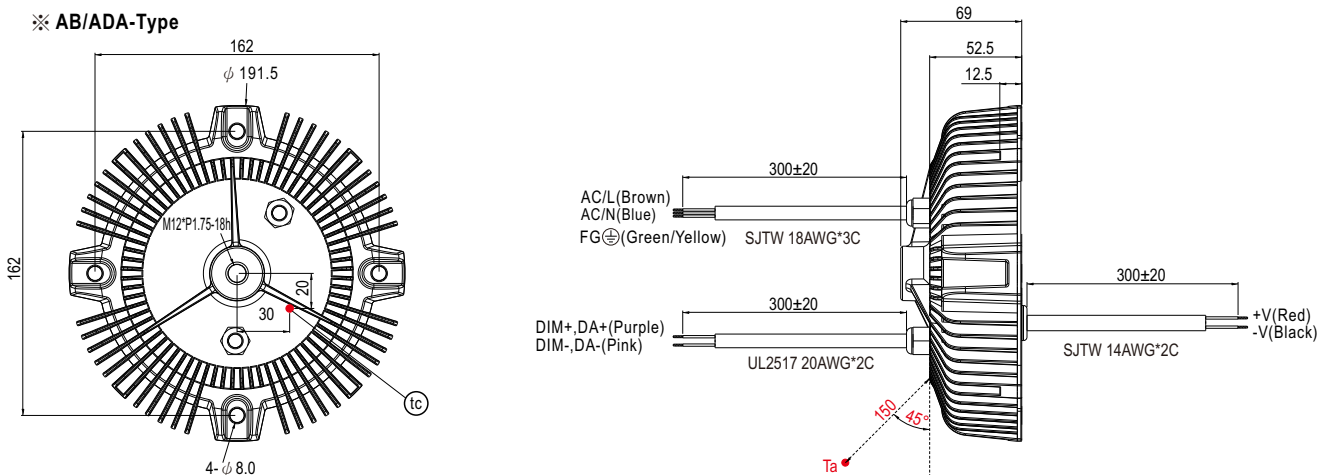 ※ AB/ADA-Type
162
ϕ 191.5
162
M12*P1.75-18h
20
30
tc
4- ϕ 8.0
69
52.5
12.5
300±20
AC/L(Brown)
AC/N(Blue)
FG⏚(Green/Yellow)
SJTW 18AWG*3C
300±20
DIM+,DA+(Purple)
DIM-,DA-(Pink)
UL2517 20AWG*2C
300±20
+V(Red)
-V(Black)
SJTW 14AWG*2C
150
45°
Ta